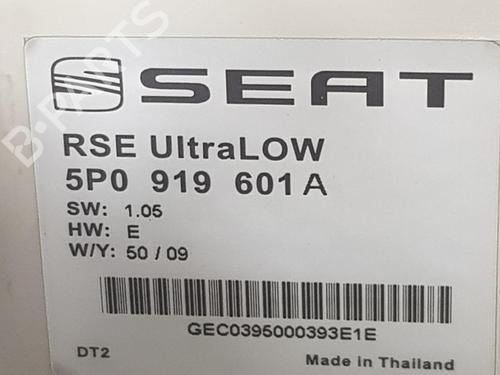 SEAT
RSE UltraLOW
5P0 919 601 A
SW: 1.05
HW: E
W/Y: 50 / 09
GEC0395000393E1E
DT2
Made in Thailand
B-PARTS